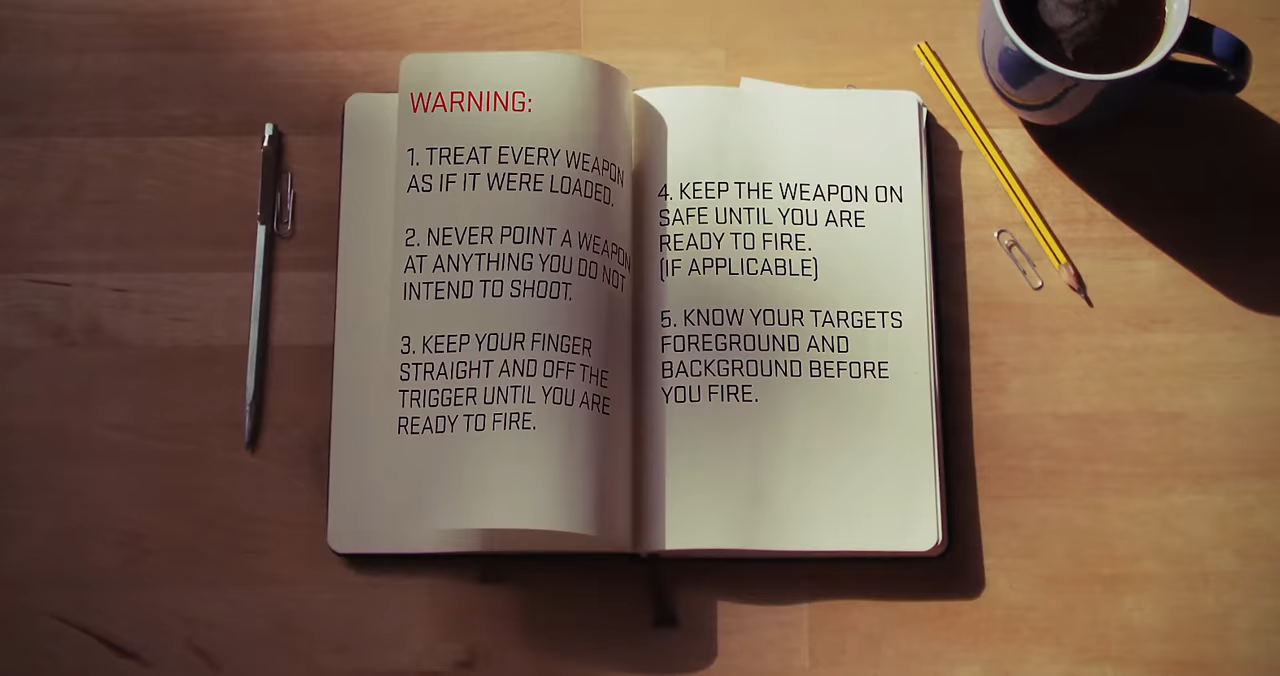 WARNING:
1. TREAT EVERY WEAPON
AS IF IT WERE LOADED.
2. NEVER POINT A WEAPON
AT ANYTHING YOU DO NOT
INTEND TO SHOOT.
3. KEEP YOUR FINGER
STRAIGHT AND OFF THE
TRIGGER UNTIL YOU ARE
READY TO FIRE.
4. KEEP THE WEAPON ON
SAFE UNTIL YOU ARE
READY TO FIRE.
(IF APPLICABLE)
5. KNOW YOUR TARGETS
FOREGROUND AND
BACKGROUND BEFORE
YOU FIRE.